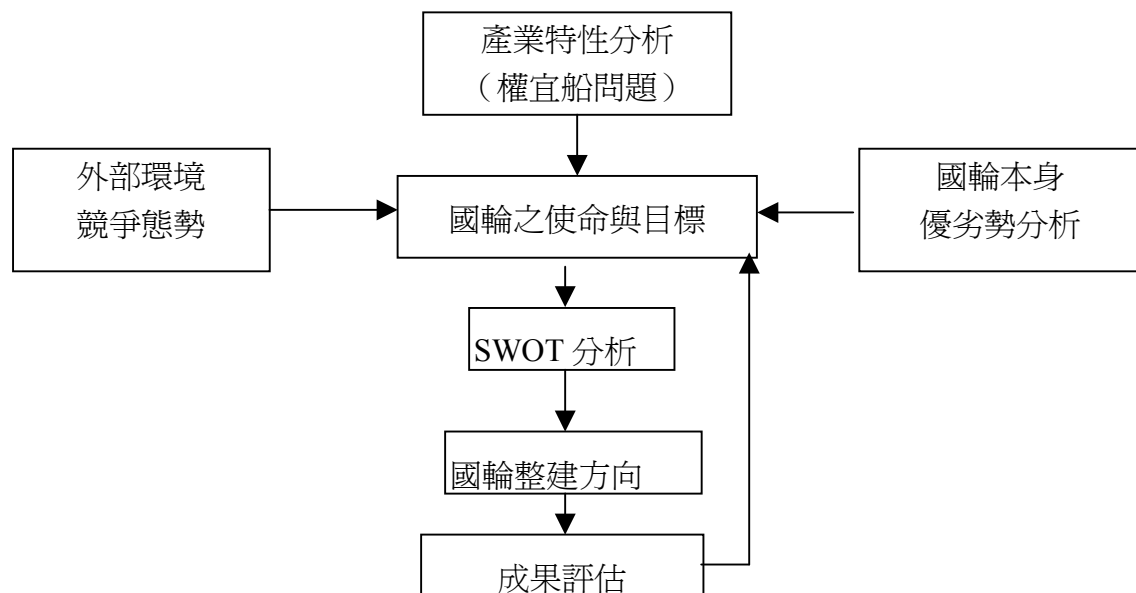 產業特性分析
（權宜船問題）
外部環境
競爭態勢
國輪之使命與目標
國輪本身
優劣勢分析
SWOT 分析
國輪整建方向
成果評估